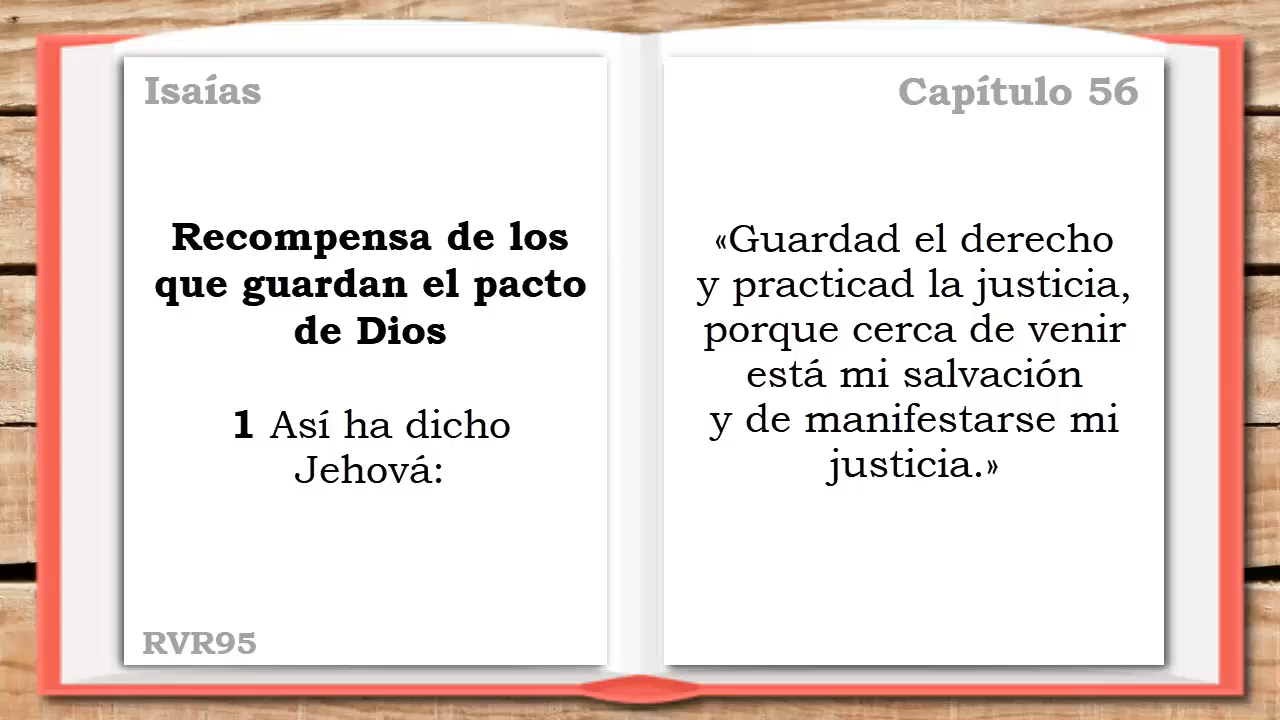 Isaías
Recompensa de los
que guardan el pacto
de Dios
1 Así ha dicho
Jehová:
RVR95
Capítulo 56
«Guardad el derecho
y practicad la justicia,
porque cerca de venir
está mi salvación
y de manifestarse mi
justicia.»